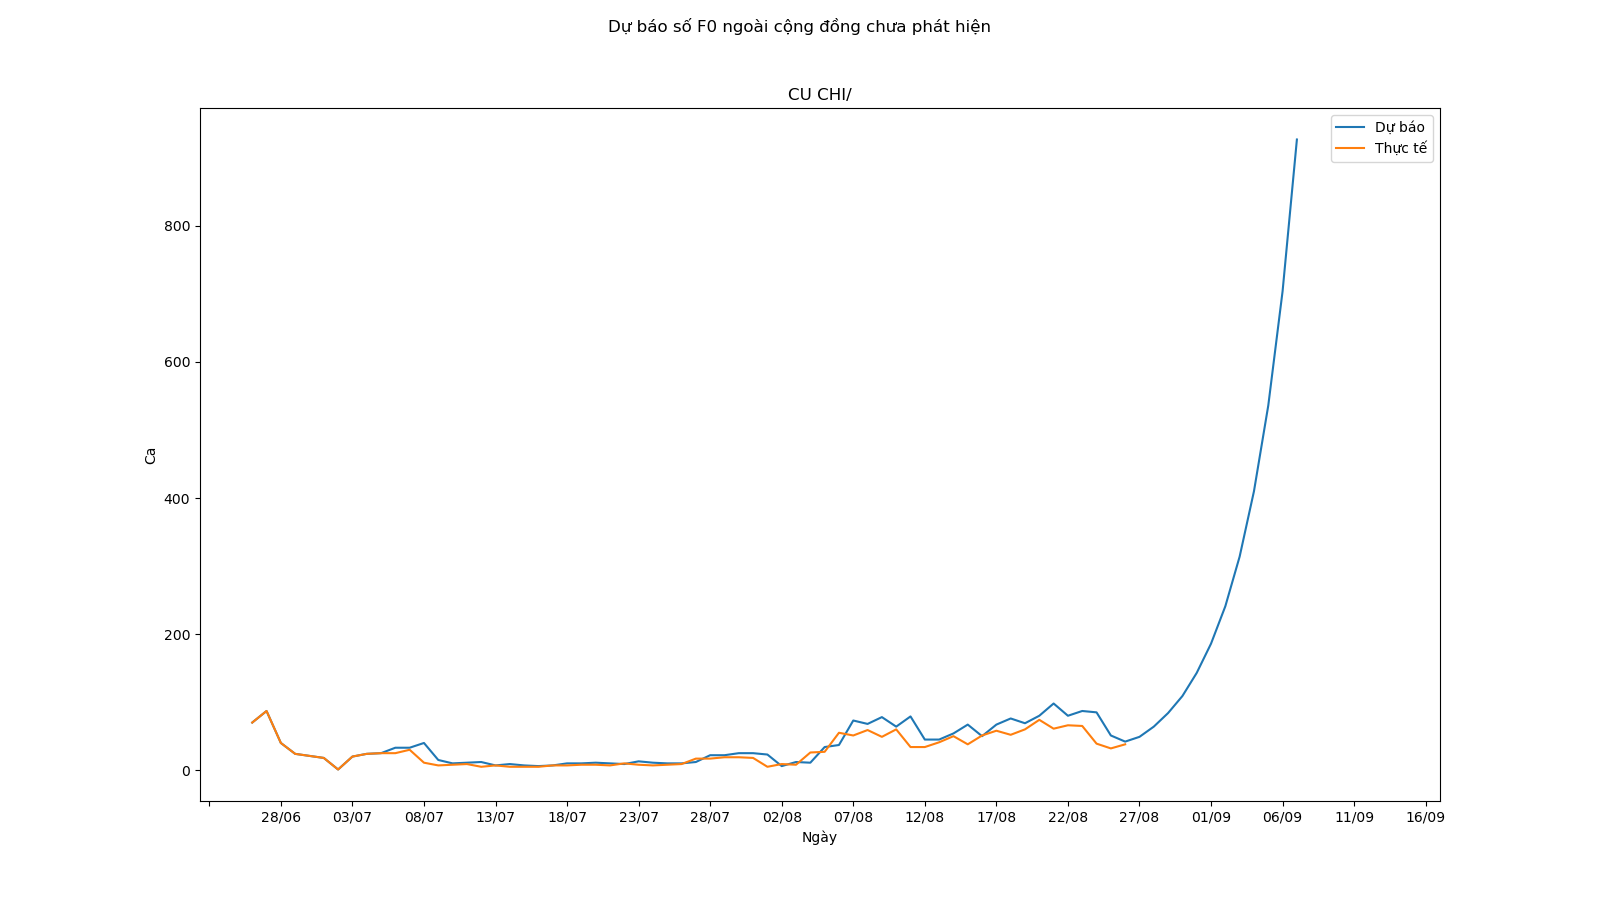 Dự báo số F0 ngoài cộng đồng chưa phát hiện
CU CHI/
Dự báo
Thực tế
800
600
400
200
0
Ca
28/06 03/07 08/07 13/07 18/07 23/07 28/07 02/08 07/08 12/08 17/08 22/08 27/08 01/09 06/09 11/09 16/09
Ngày